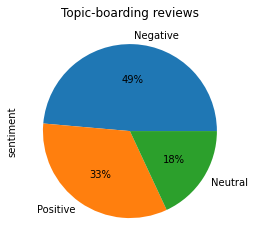 Topic-boarding reviews
Negative
49%
sentiment
33%
18%
Neutral
Positive